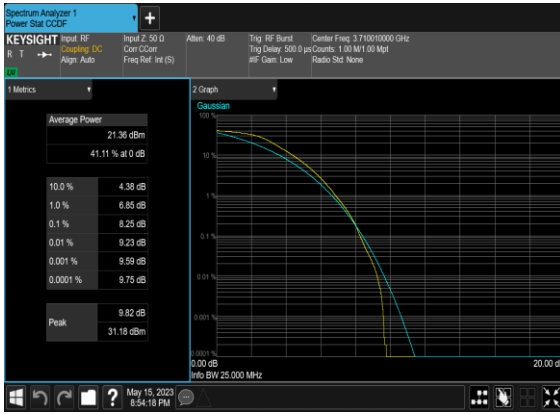 Spectrum Analyzer 1
Power Stat CCDF
KEYSIGHT
R T
Input: RF
Coupling: DC
Align: Auto
Input Z: 50 Ω
Corr CCorr
Freq Ref: Int (S)
Atten: 40 dB
Trig: RF Burst
Trig Delay: 500.0 µs
#IF Gain: Low
Center Freq: 3.710010000 GHz
Counts: 1.00 M/1.00 Mpt
Radio Std: None
1 Metrics
Average Power
21.36 dBm
41.11 % at 0 dB
10.0 % 4.38 dB
1.0 % 6.85 dB
0.1 % 8.25 dB
0.01 % 9.23 dB
0.001 % 9.59 dB
0.0001 % 9.75 dB
Peak
9.82 dB
31.18 dBm
2 Graph
Gaussian
100 %
10 %
1 %
0.1 %
0.01 %
0.001 %
0.0001 %
0.00 dB
20.00 d
Info BW 25.000 MHz
?
May 15, 2023
8:54:18 PM